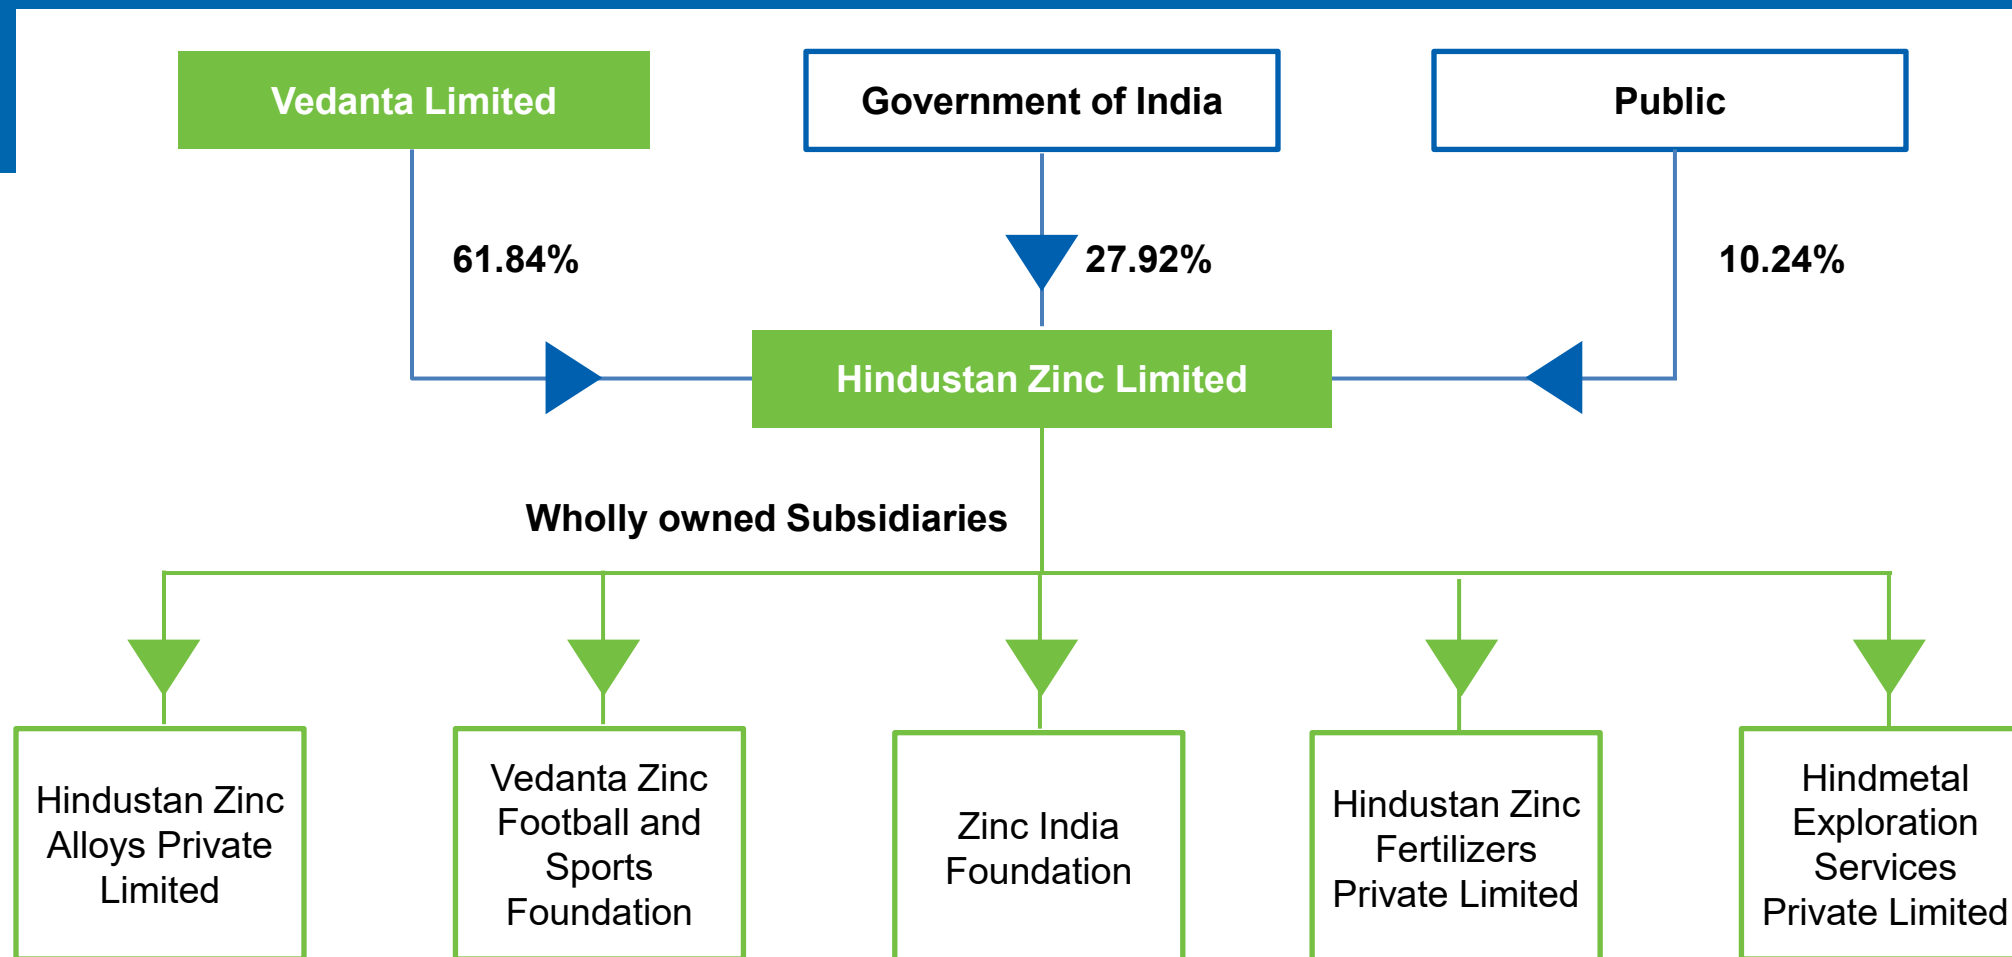 Vedanta Limited
Government of India
Public
61.84%
27.92%
10.24%
Hindustan Zinc Limited
Wholly owned Subsidiaries
Hindustan Zinc
Alloys Private
Limited
Vedanta Zinc
Football and
Sports
Foundation
Zinc India
Foundation
Hindustan Zinc
Fertilizers
Private Limited
Hindmetal
Exploration
Services
Private Limited